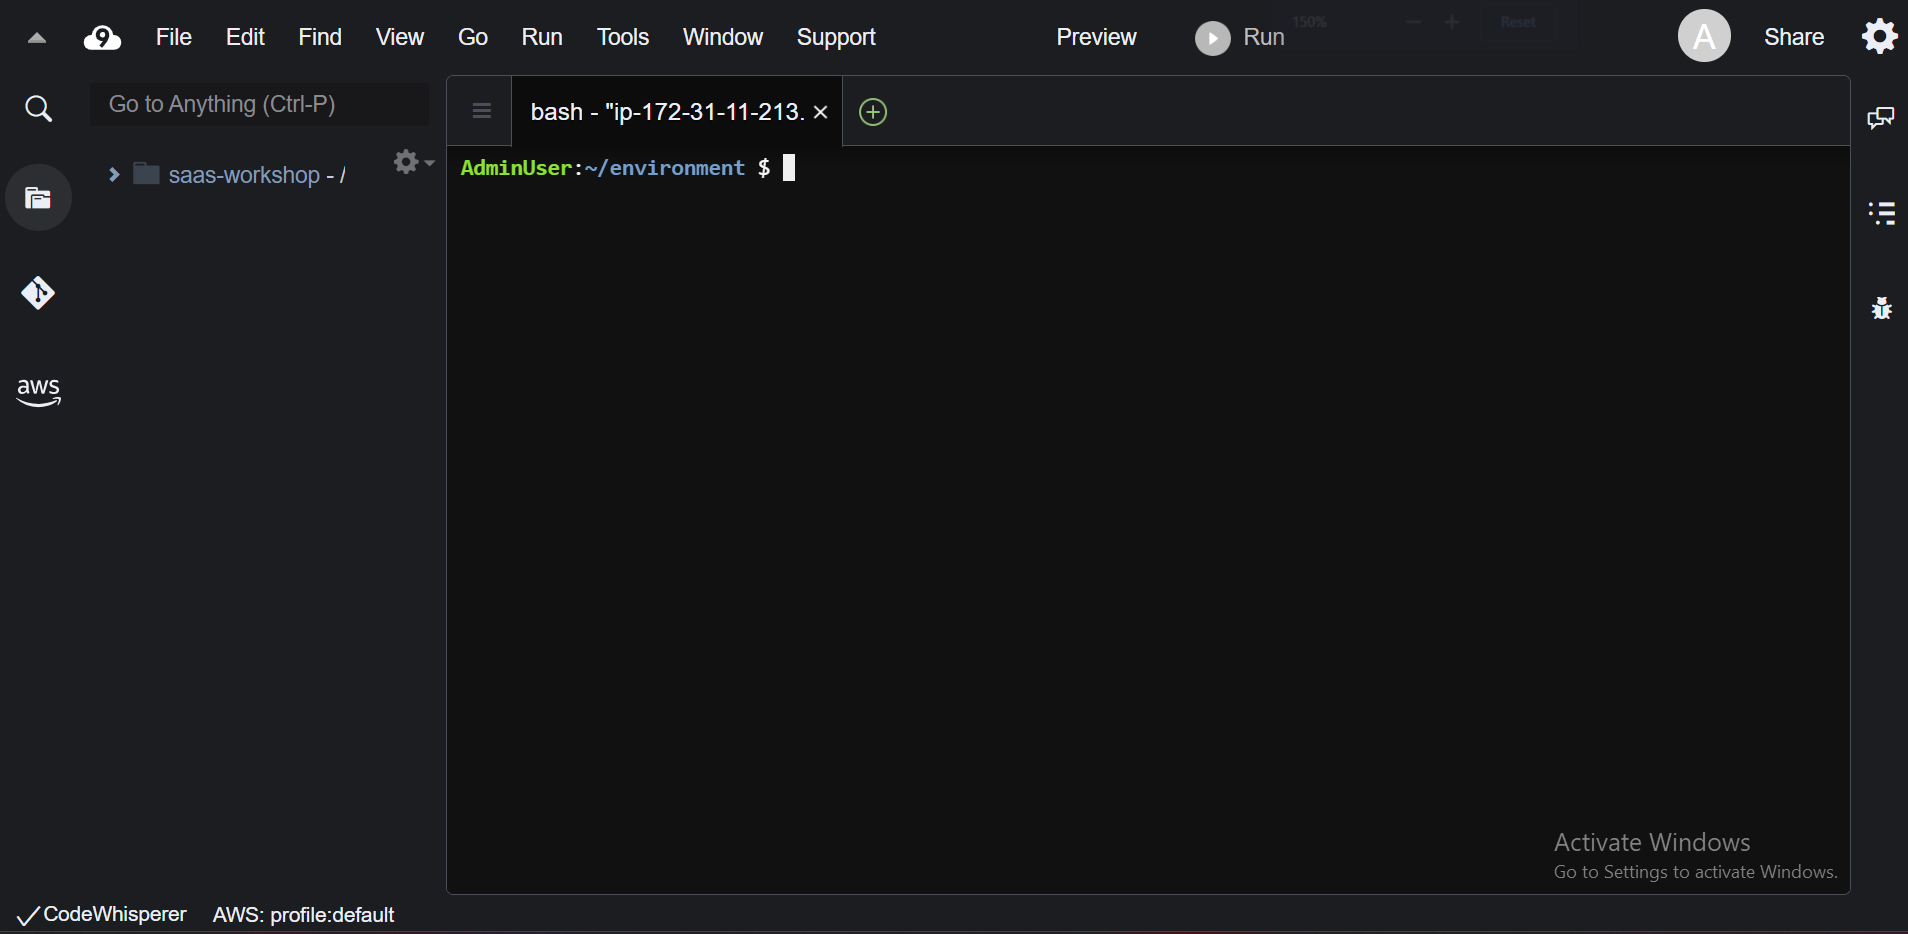 9 File Edit Find View Go Run Tools Window Support Preview Run 150% Reset A Share
Go to Anything (Ctrl-P)
bash - "ip-172-31-11-213.
saas-workshop - /
AdminUser:~/environment $
aws
Activate Windows
Go to Settings to activate Windows.
CodeWhisperer AWS: profile:default